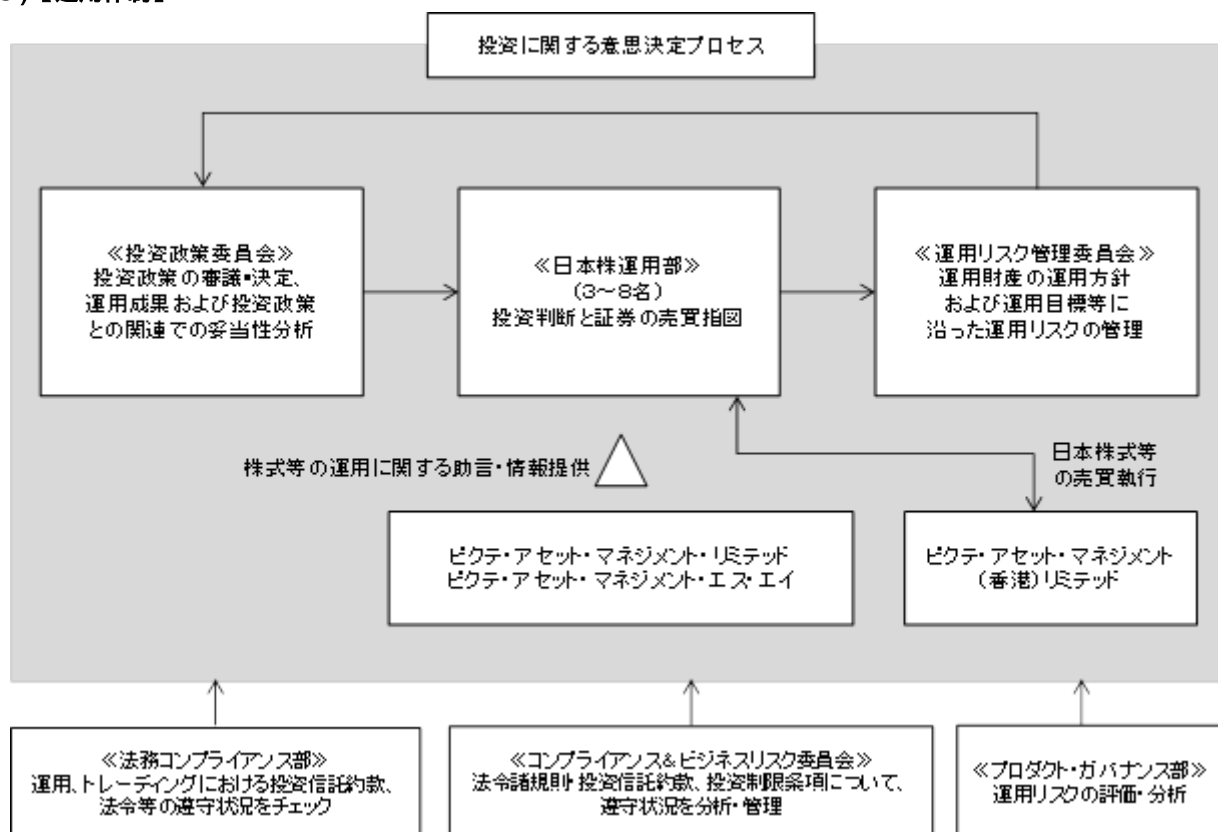 【運用体制】
投資に関する意思決定プロセス
≪投資政策委員会≫
投資政策の審議・決定、
運用成果および投資政策
との関連での妥当性分析
≪日本株運用部≫
(3~8名)
投資判断と証券の売買指図
≪運用リスク管理委員会≫
運用財産の運用方針
および運用目標等に
沿った運用リスクの管理
株式等の運用に関する助言・情報提供
日本株式等
の売買執行
ピクテ・アセット・マネジメント・リミテッド
ピクテ・アセット・マネジメント・エス・エイ
ピクテ・アセット・マネジメント
(香港)リミテッド
≪法務コンプライアンス部≫
運用、トレーディングにおける投資信託約款、
法令等の遵守状況をチェック
≪コンプライアンス&ビジネスリスク委員会≫
法令諸規則・投資信託約款、投資制限条項について、
遵守状況を分析・管理
≪プロダクト・ガバナンス部≫
運用リスクの評価・分析